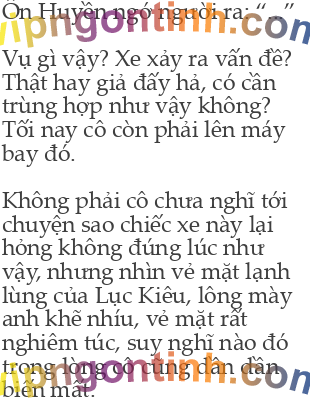 Ôn Huyền ngớ người ra: “...”
vipngontinh.com
Vụ gì vậy? Xe xảy ra vấn đề?
Thật hay giả đấy hả, có cần
trùng hợp như vậy không?
Tối nay cô còn phải lên máy
bay đó.
Không phải cô chưa nghĩ tới
chuyện sao chiếc xe này lại
hỏng không đúng lúc như
vậy, nhưng nhìn vẻ mặt lạnh
lùng của Lục Kiêu, lông mày
anh khẽ nhíu, vẻ mặt rất
nghiêm túc, suy nghĩ nào đó
trong lòng cô cũng dần dần
vipngontinh.com
biến mất.